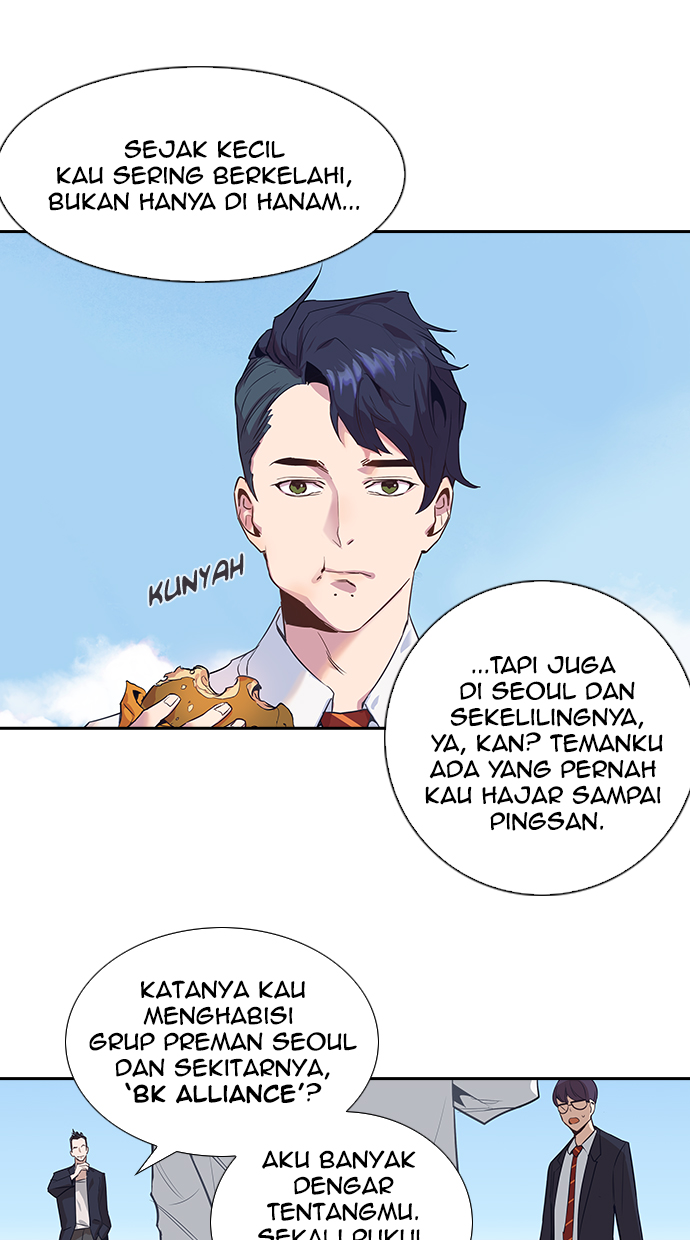 SEJAK KECIL
KAU SERING BERKELAHI,
BUKAN HANYA DI HANAM...
KUNYAH
...TAPI JUGA
DI SEOUL DAN
SEKELILINGNYA,
YA, KAN? TEMANKU
ADA YANG PERNAH
KAU HAJAR SAMPAI
PINGSAN.
KATANYA KAU
MENGHABISI
GRUP PREMAN SEOUL
DAN SEKITARNYA,
'BK ALLIANCE'?
AKU BANYAK
DENGAR
TENTANGMU.
SEKALI PUKUL